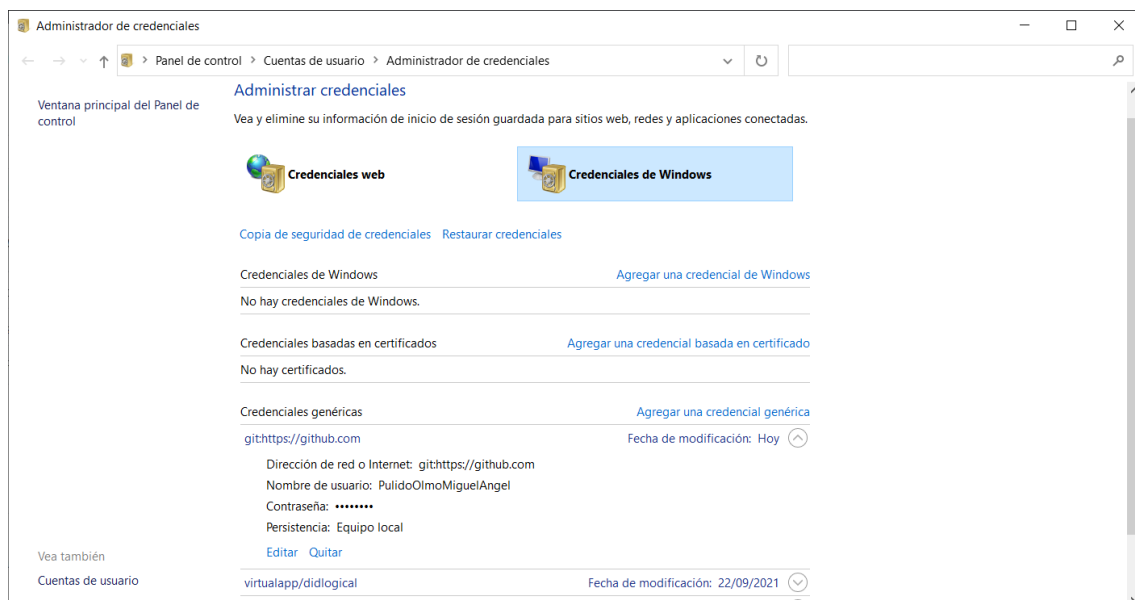 Administrador de credenciales
Panel de control > Cuentas de usuario > Administrador de credenciales
Ventana principal del Panel de
control
Administrar credenciales
Vea y elimine su información de inicio de sesión guardada para sitios web, redes y aplicaciones conectadas.
Credenciales web
Credenciales de Windows
Copia de seguridad de credenciales Restaurar credenciales
Credenciales de Windows Agregar una credencial de Windows
No hay credenciales de Windows.
Credenciales basadas en certificados Agregar una credencial basada en certificado
No hay certificados.
Credenciales genéricas Agregar una credencial genérica
git:https://github.com Fecha de modificación: Hoy
Dirección de red o Internet: git:https://github.com
Nombre de usuario: PulidoOlmoMiguelAngel
Contraseña: ••••••••
Persistencia: Equipo local
Editar Quitar
virtualapp/didlogical Fecha de modificación: 22/09/2021
Vea también
Cuentas de usuario